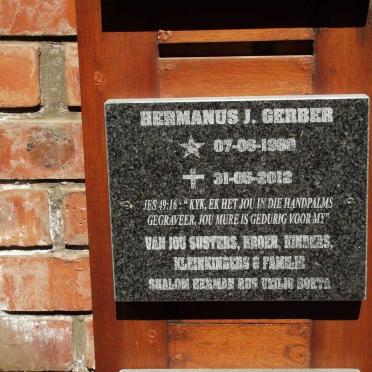 HERMANUS J. GERBER
07-06-1960
31-05-2012
JES 49:16 : " KYK, EK HET JOU IN DIE HANDPALMS
GEGRAVEER, JOU MURE IS GEDURIG VOOR MY"
VAN JOU SUSTERS, BROER, KINDERS,
KLEINKINDERS & FAMILIE
SHALOM HERMAN RUS VEILIG BOETA